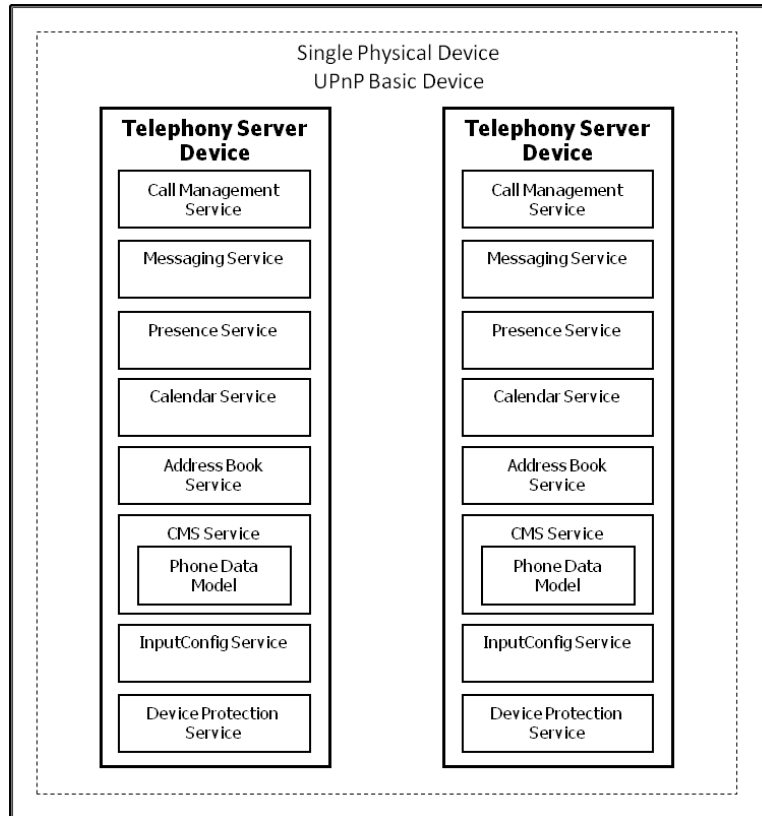 Single Physical Device
UPnP Basic Device
Telephony Server
Device
Call Management
Service
Messaging Service
Presence Service
Calendar Service
Address Book
Service
CMS Service
Phone Data
Model
InputConfig Service
Device Protection
Service
Telephony Server
Device
Call Management
Service
Messaging Service
Presence Service
Calendar Service
Address Book
Service
CMS Service
Phone Data
Model
InputConfig Service
Device Protection
Service